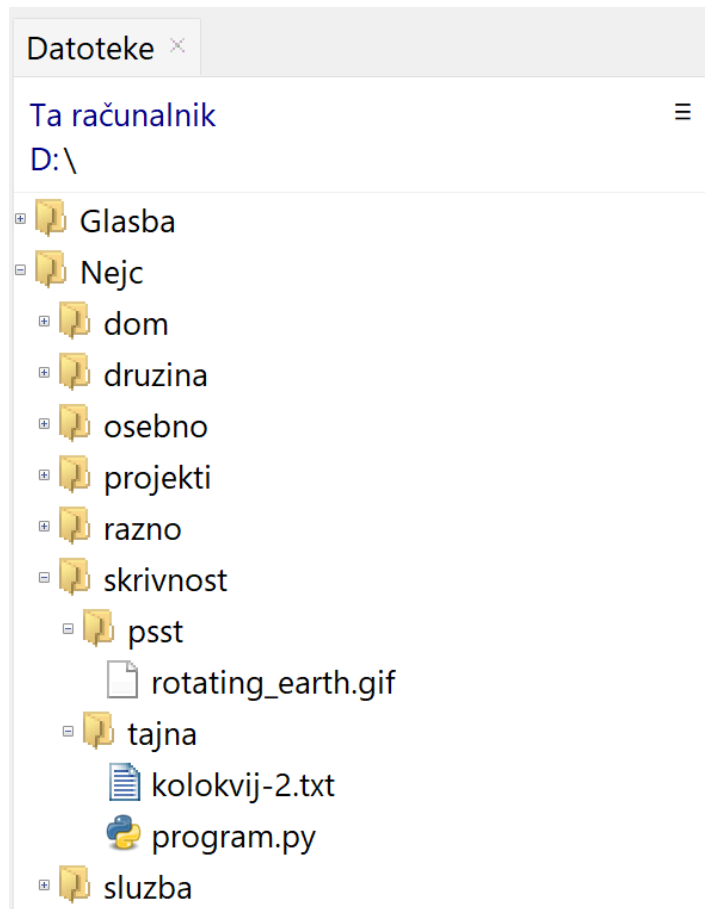 Datoteke
Ta računalnik
D:\
Glasba
Nejc
dom
druzina
osebno
projekti
razno
skrivnost
psst
rotating_earth.gif
tajna
kolokvij-2.txt
program.py
sluzba